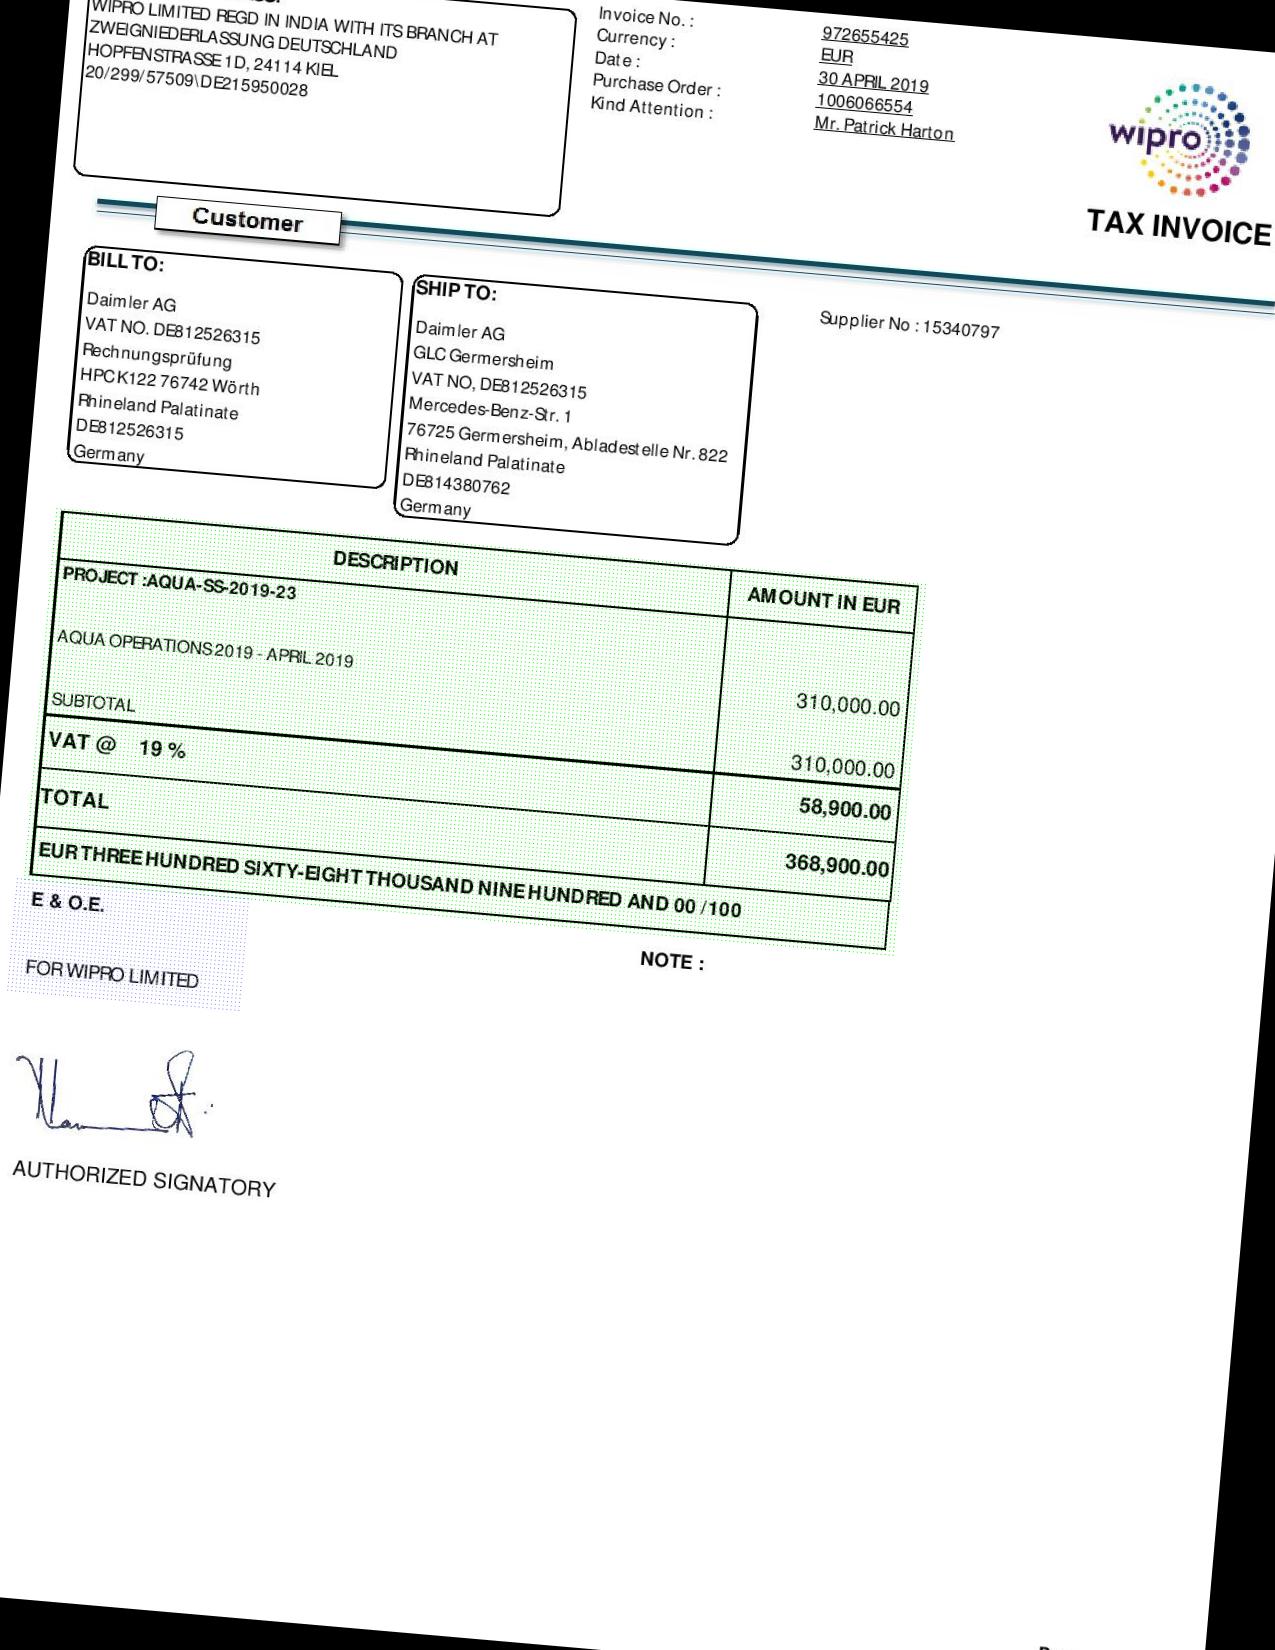 WIPRO LIMITED REGD IN INDIA WITH ITS BRANCH AT
ZWEIGNIEDERLASSUNG DEUTSCHLAND
HOPFENSTRASSE 1D, 24114 KIEL
20/299/57509\DE215950028
Invoice No. : 972655425
Currency : EUR
Date : 30 APRIL 2019
Purchase Order : 1006066554
Kind Attention : Mr. Patrick Harton
wipro
TAX INVOICE
Customer
BILL TO:
Daimler AG
VAT NO. DE812526315
Rechnungsprüfung
HPC K122 76742 Wörth
Rhineland Palatinate
DE812526315
Germany
SHIP TO:
Daimler AG
GLC Germersheim
VAT NO, DE812526315
Mercedes-Benz-Str. 1
76725 Germersheim, Abladestelle Nr. 822
Rhineland Palatinate
DE814380762
Germany
Supplier No : 15340797
DESCRIPTION AMOUNT IN EUR
PROJECT :AQUA-SS-2019-23
AQUA OPERATIONS 2019 - APRIL 2019 310,000.00
SUBTOTAL 310,000.00
VAT @ 19 % 58,900.00
TOTAL 368,900.00
EUR THREE HUNDRED SIXTY-EIGHT THOUSAND NINE HUNDRED AND 00 /100
E & O.E.
NOTE :
FOR WIPRO LIMITED
AUTHORIZED SIGNATORY